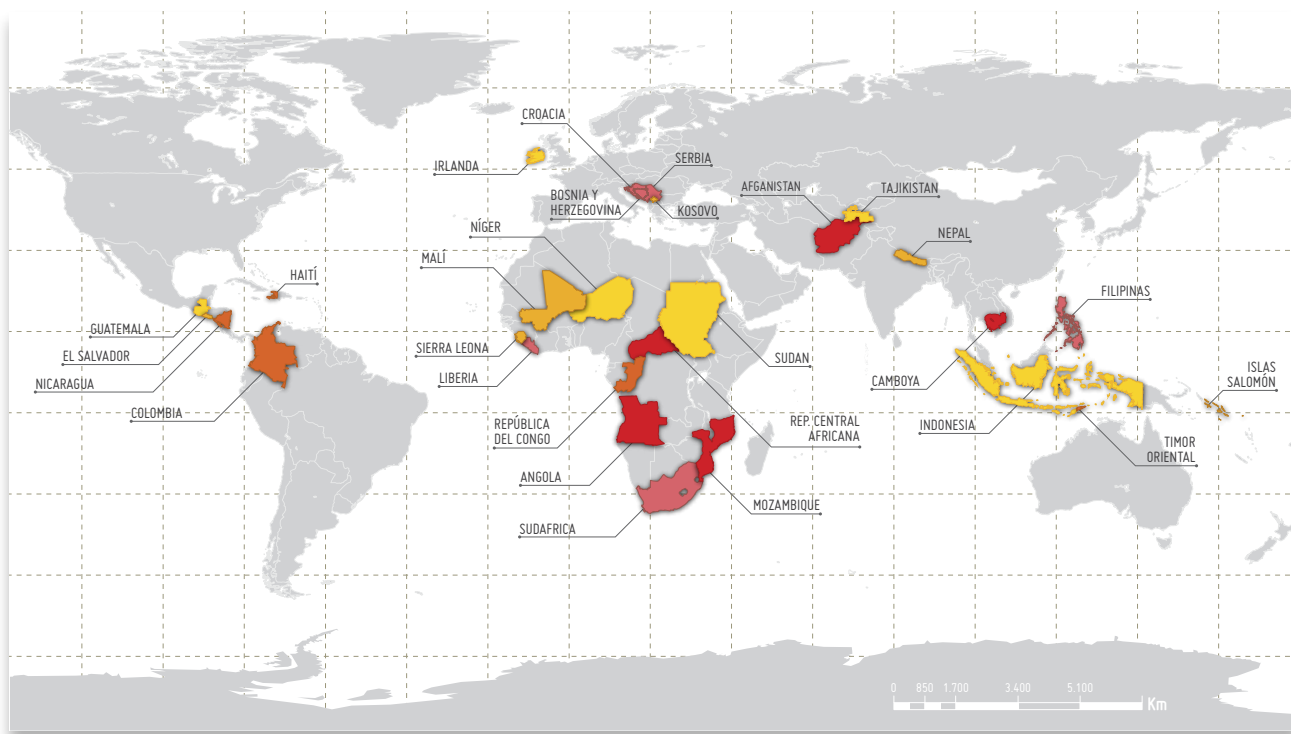 CROACIA
IRLANDA
SERBIA
BOSNIA Y
HERZEGOVINA
KOSOVO
AFGANISTAN
TAJIKISTAN
NÍGER
MALÍ
NEPAL
HAITÍ
FILIPINAS
GUATEMALA
EL SALVADOR
NICARAGUA
COLOMBIA
SIERRA LEONA
LIBERIA
SUDAN
CAMBOYA
ISLAS
SALOMÓN
REPÚBLICA
DEL CONGO
REP. CENTRAL
AFRICANA
INDONESIA
TIMOR
ORIENTAL
ANGOLA
MOZAMBIQUE
SUDAFRICA
0 850 1.700 3.400 5.100
Km